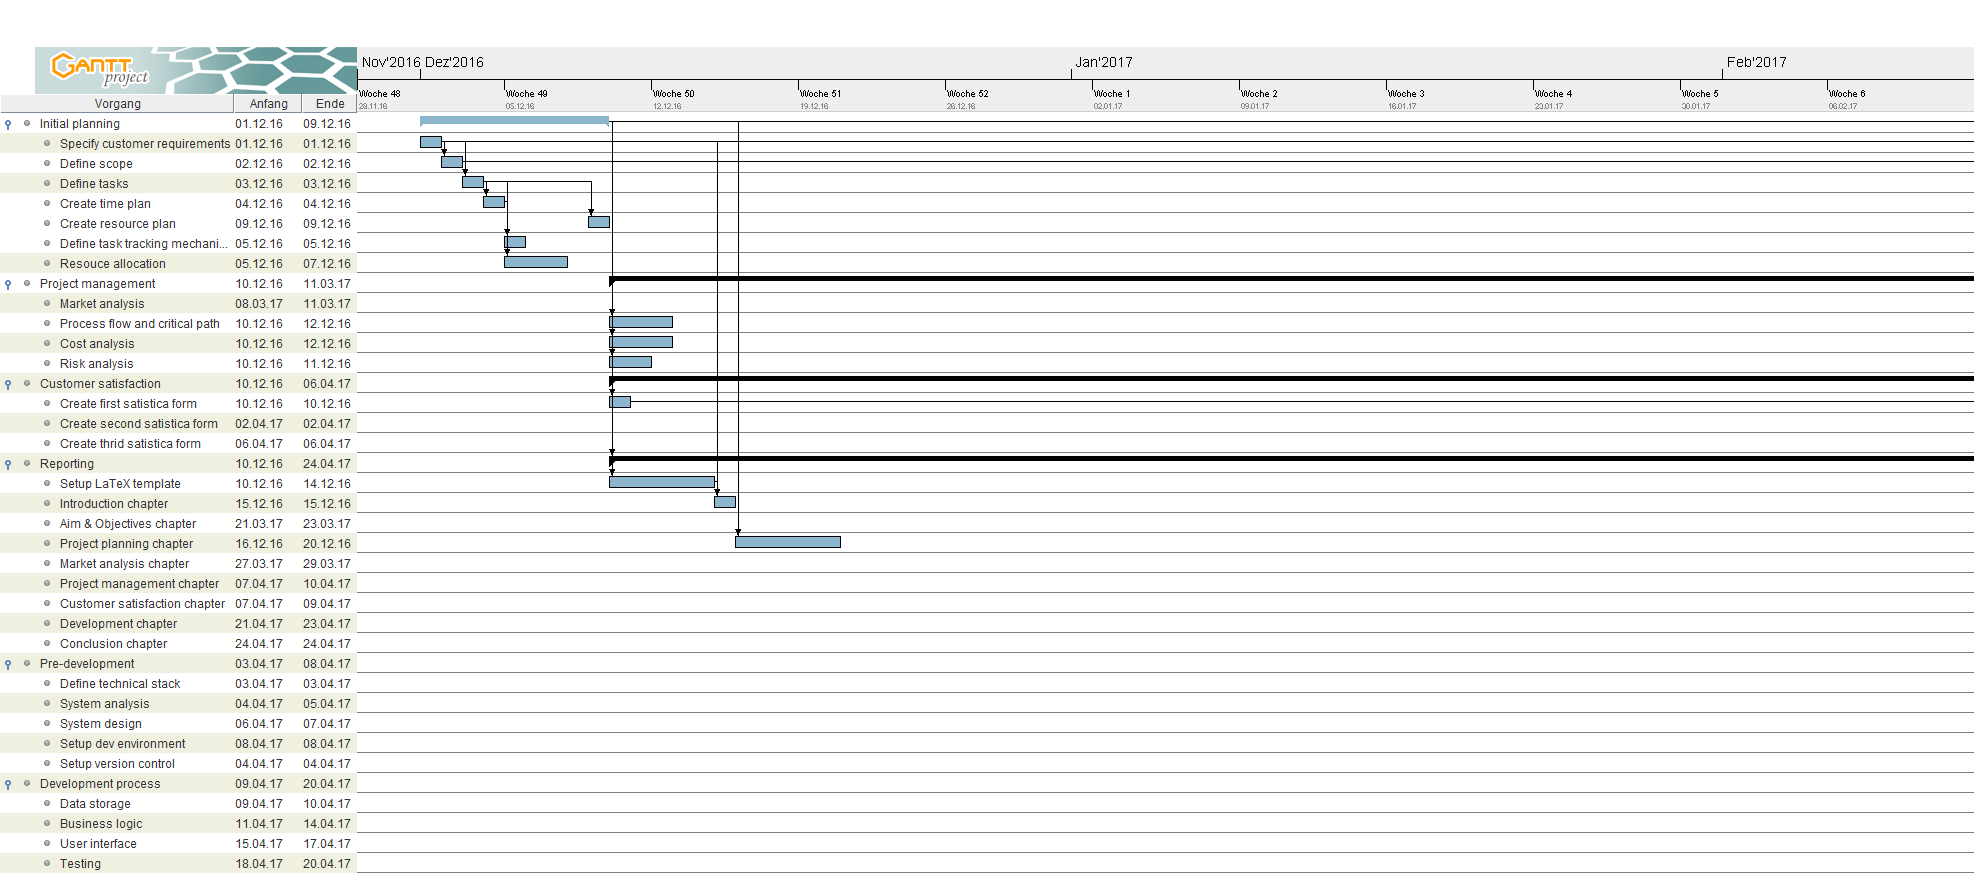 GANTT
project
Nov'2016 Dez'2016 Jan'2017 Feb'2017
Woche 48 Woche 49 Woche 50 Woche 51 Woche 52 Woche 1 Woche 2 Woche 3 Woche 4 Woche 5 Woche 6
28.11.16 05.12.16 12.12.16 19.12.16 26.12.16 02.01.17 09.01.17 16.01.17 23.01.17 30.01.17 06.02.17
Vorgang Anfang Ende
Initial planning 01.12.16 09.12.16
Specify customer requirements 01.12.16 01.12.16
Define scope 02.12.16 02.12.16
Define tasks 03.12.16 03.12.16
Create time plan 04.12.16 04.12.16
Create resource plan 09.12.16 09.12.16
Define task tracking mechani... 05.12.16 05.12.16
Resouce allocation 05.12.16 07.12.16
Project management 10.12.16 11.03.17
Market analysis 08.03.17 11.03.17
Process flow and critical path 10.12.16 12.12.16
Cost analysis 10.12.16 12.12.16
Risk analysis 10.12.16 11.12.16
Customer satisfaction 10.12.16 06.04.17
Create first satistica form 10.12.16 10.12.16
Create second satistica form 02.04.17 02.04.17
Create thrid satistica form 06.04.17 06.04.17
Reporting 10.12.16 24.04.17
Setup LaTeX template 10.12.16 14.12.16
Introduction chapter 15.12.16 15.12.16
Aim & Objectives chapter 21.03.17 23.03.17
Project planning chapter 16.12.16 20.12.16
Market analysis chapter 27.03.17 29.03.17
Project management chapter 07.04.17 10.04.17
Customer satisfaction chapter 07.04.17 09.04.17
Development chapter 21.04.17 23.04.17
Conclusion chapter 24.04.17 24.04.17
Pre-development 03.04.17 08.04.17
Define technical stack 03.04.17 03.04.17
System analysis 04.04.17 05.04.17
System design 06.04.17 07.04.17
Setup dev environment 08.04.17 08.04.17
Setup version control 04.04.17 04.04.17
Development process 09.04.17 20.04.17
Data storage 09.04.17 10.04.17
Business logic 11.04.17 14.04.17
User interface 15.04.17 17.04.17
Testing 18.04.17 20.04.17